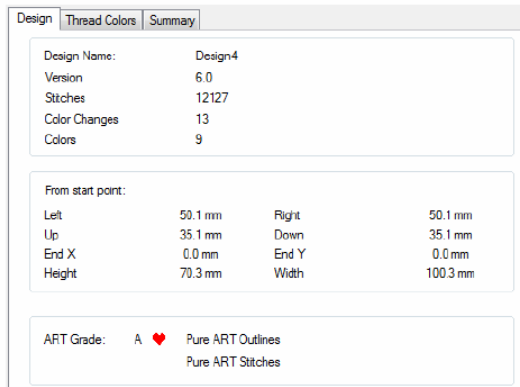 Design Thread Colors Summary
Design Name: Design4
Version 6.0
Stitches 12127
Color Changes 13
Colors 9
From start point:
Left 50.1 mm Right 50.1 mm
Up 35.1 mm Down 35.1 mm
End X 0.0 mm End Y 0.0 mm
Height 70.3 mm Width 100.3 mm
ART Grade: A Pure ART Outlines
Pure ART Stitches